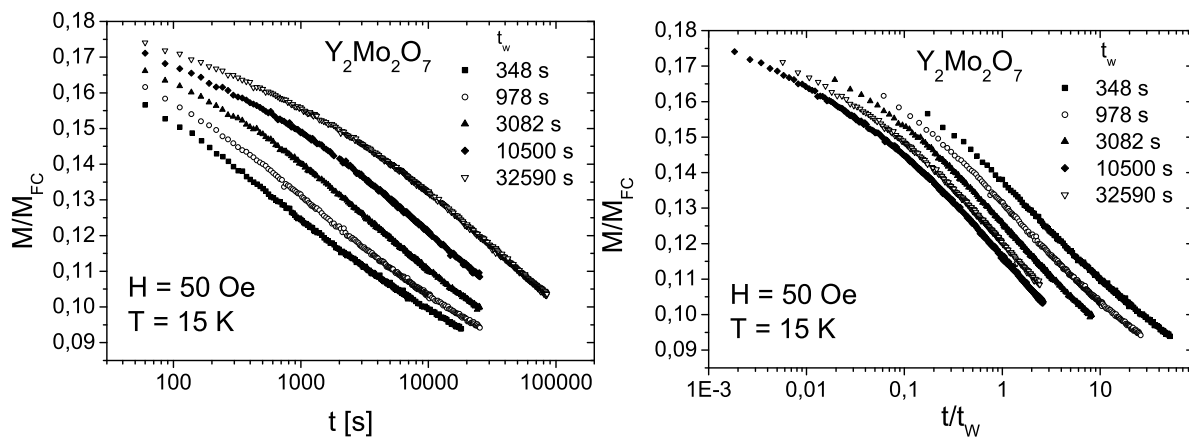 0,18
0,17
0,16
0,15
0,14
0,13
0,12
0,11
0,10
0,09
M/M_FC
Y₂Mo₂O₇
t_w
348 s
978 s
3082 s
10500 s
32590 s
H = 50 Oe
T = 15 K
100 1000 10000 100000
t [s]
0,18
0,17
0,16
0,15
0,14
0,13
0,12
0,11
0,10
0,09
M/M_FC
Y₂Mo₂O₇
t_w
348 s
978 s
3082 s
10500 s
32590 s
H = 50 Oe
T = 15 K
1E-3 0,01 0,1 1 10
t/t_W